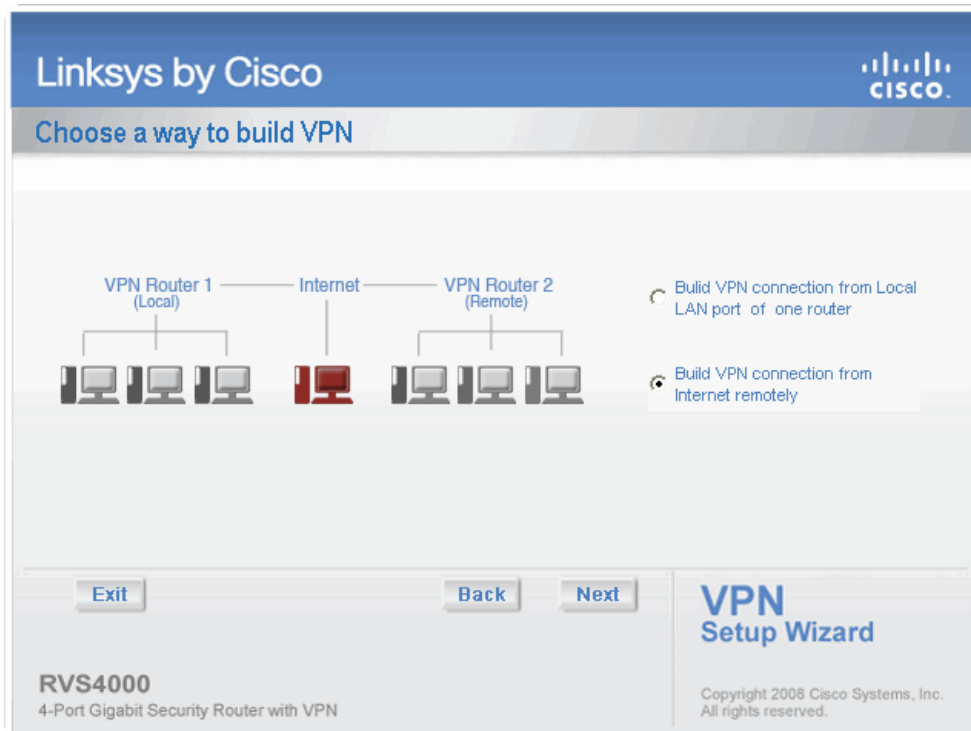 Linksys by Cisco
CISCO.
Choose a way to build VPN
VPN Router 1
(Local)
Internet
VPN Router 2
(Remote)
Bulid VPN connection from Local
LAN port of one router
Build VPN connection from
Internet remotely
Exit
Back
Next
VPN
Setup Wizard
RVS4000
4-Port Gigabit Security Router with VPN
Copyright 2008 Cisco Systems, Inc.
All rights reserved.